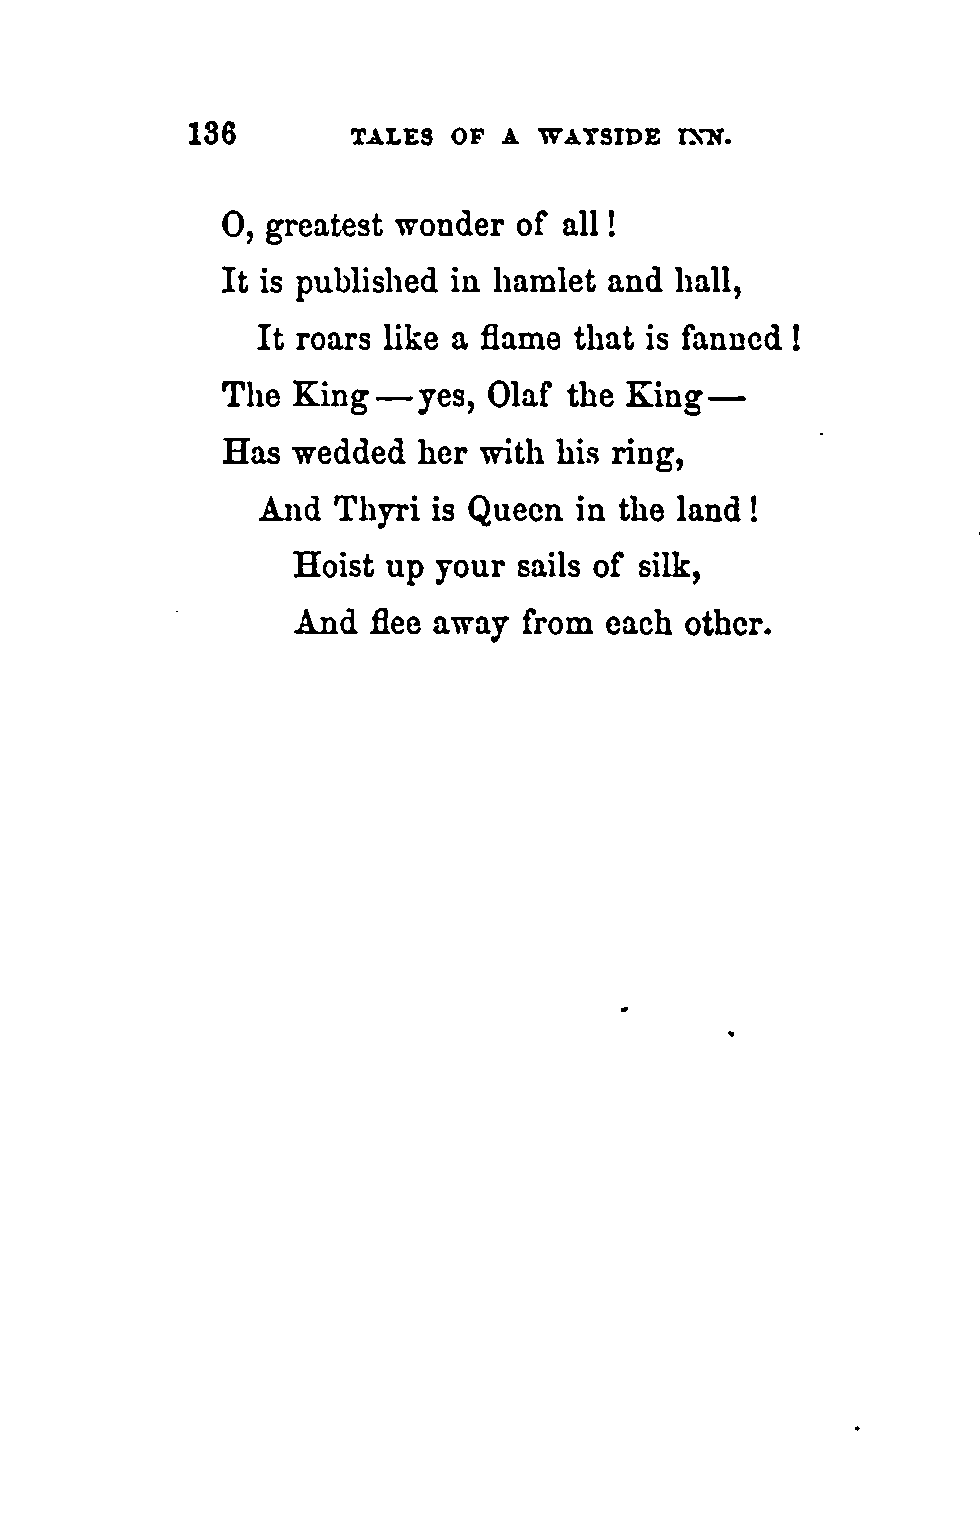 136 TALES OF A WAYSIDE INN.
O, greatest wonder of all!
It is published in hamlet and hall,
It roars like a flame that is fanned!
The King—yes, Olaf the King—
Has wedded her with his ring,
And Thyri is Queen in the land!
Hoist up your sails of silk,
And flee away from each other.